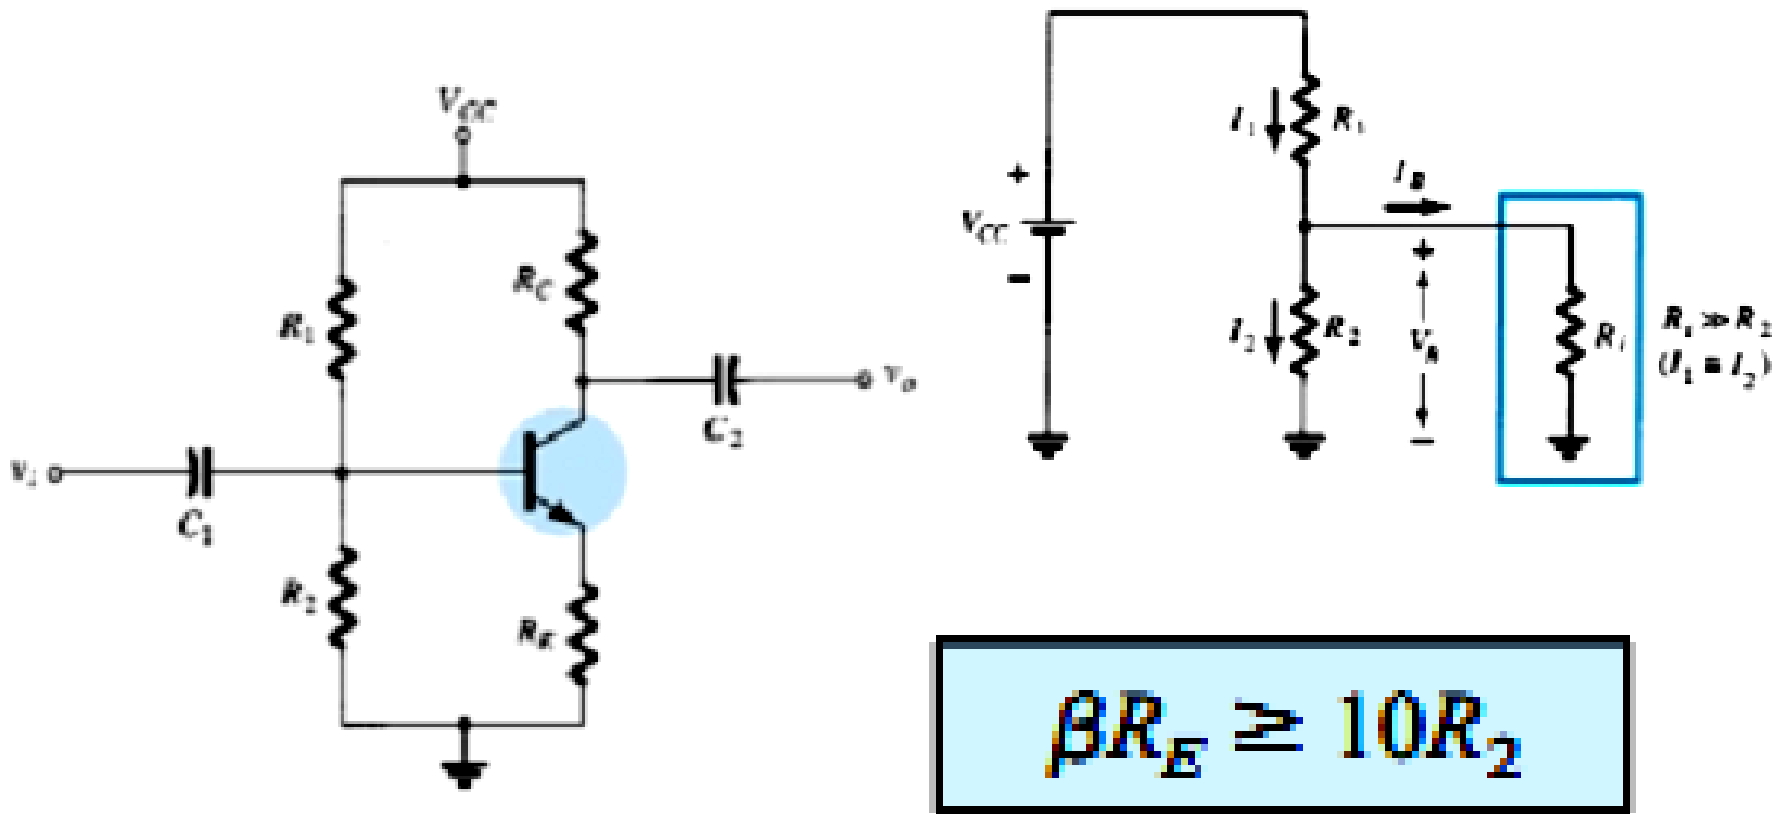 V_CC
R_C
R_1
v_o
C_2
v_i
C_1
R_2
R_E
I_1
R_1
I_B
+
V_CC
-
+
I_2
R_2
V_B
-
R_i
R_i ≫ R_2
(I_1 ≅ I_2)
βR_E ≥ 10R_2